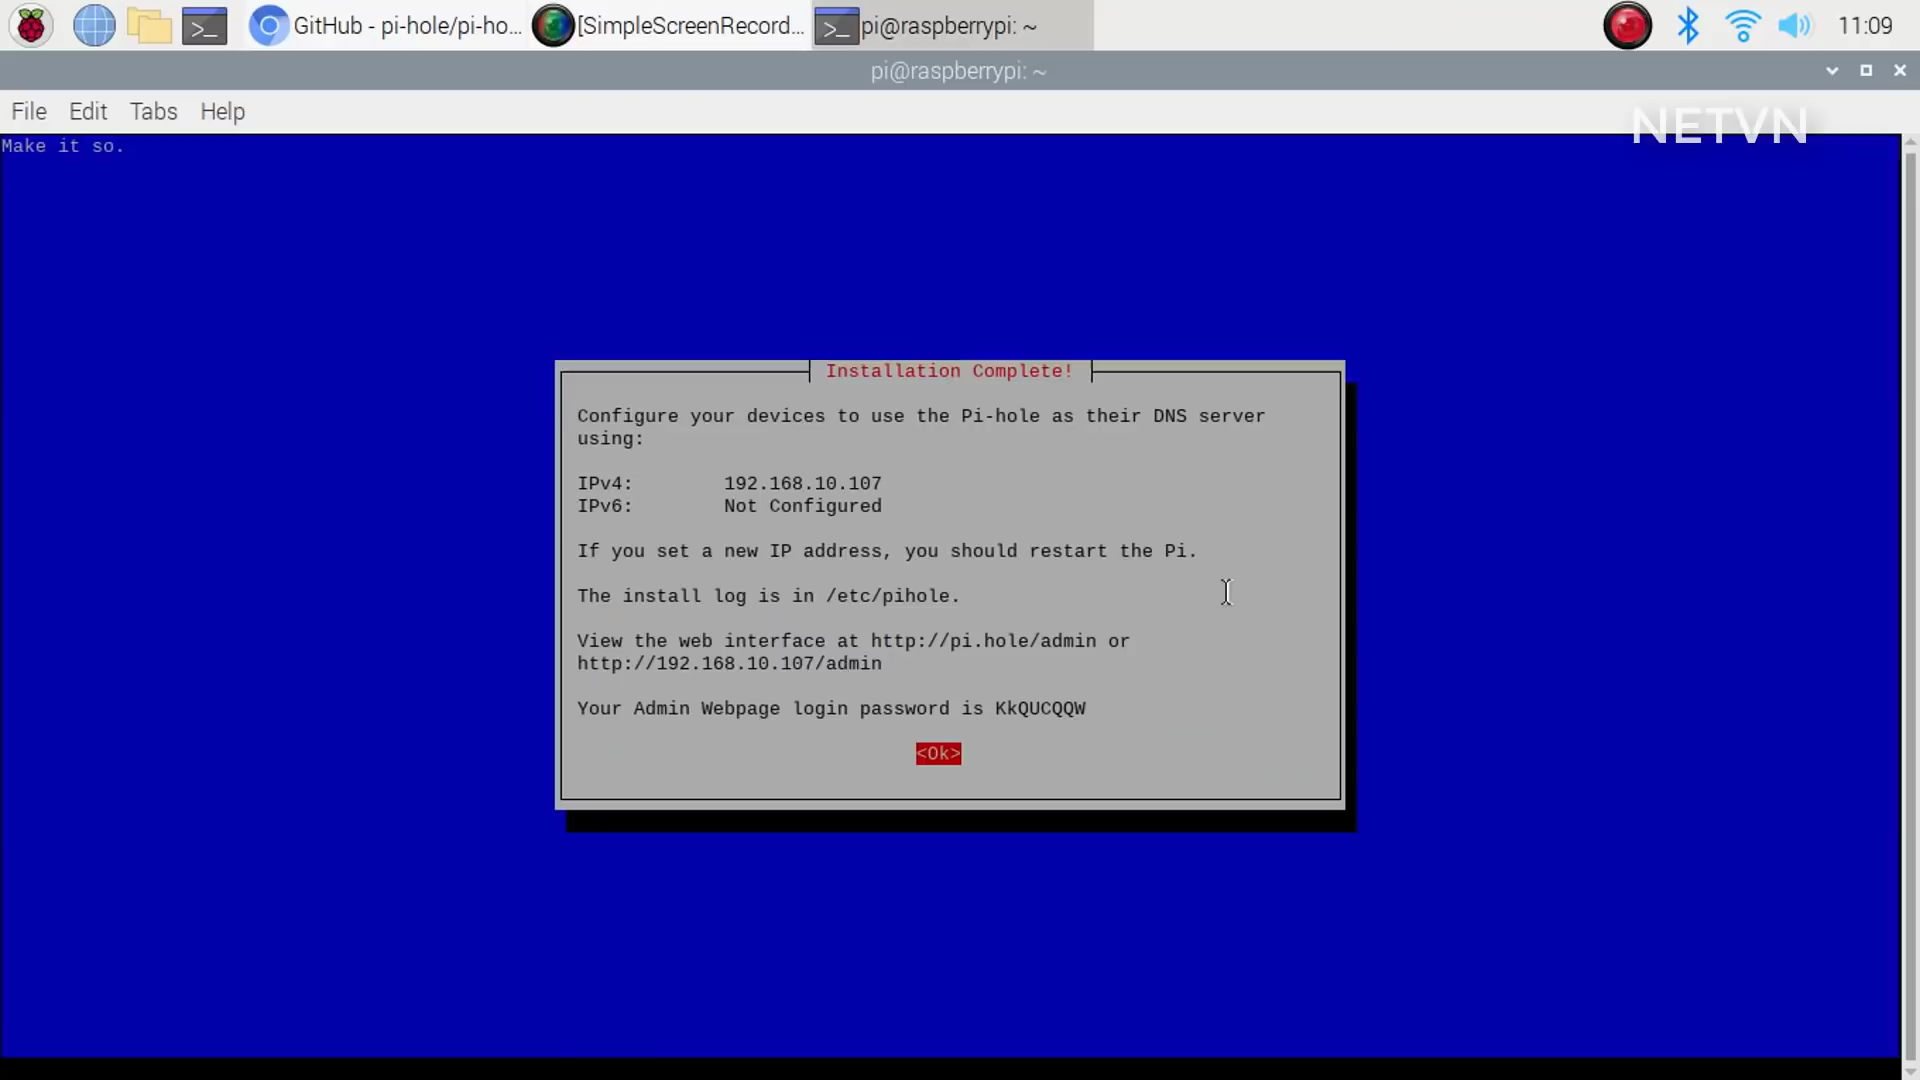 GitHub - pi-hole/pi-ho... [SimpleScreenRecord... pi@raspberrypi: ~ 11:09
pi@raspberrypi: ~
File Edit Tabs Help
NETVN
Make it so.
Installation Complete!
Configure your devices to use the Pi-hole as their DNS server
using:
IPv4: 192.168.10.107
IPv6: Not Configured
If you set a new IP address, you should restart the Pi.
The install log is in /etc/pihole.
View the web interface at http://pi.hole/admin or
http://192.168.10.107/admin
Your Admin Webpage login password is KkQUCQQW
<Ok>